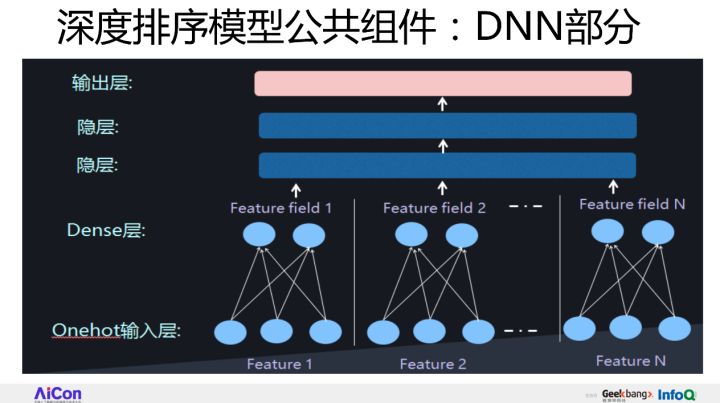 深度排序模型公共组件：DNN部分
输出层:
隐层:
隐层:
Feature field 1
Feature field 2
Feature field N
Dense层:
Onehot输入层:
Feature 1
Feature 2
Feature N
AiCon
Geekbang>.
InfoQ